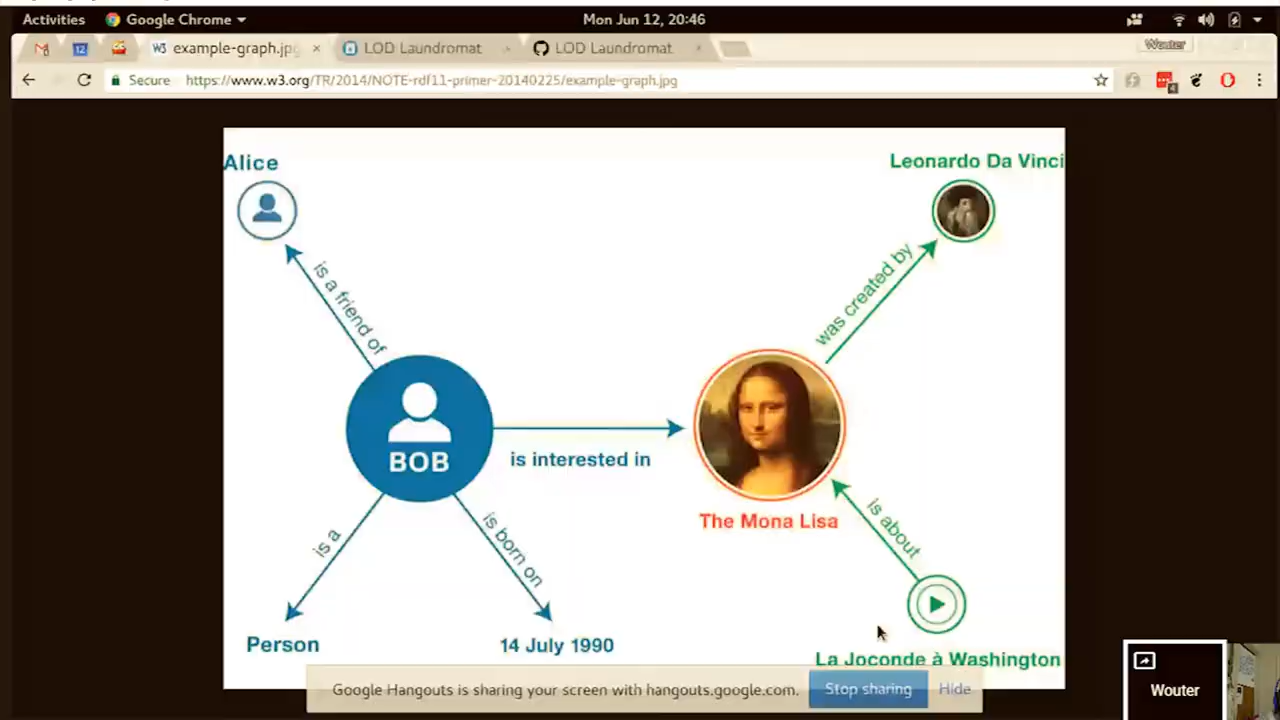 Activities Google Chrome Mon Jun 12, 20:46
example-graph.jpg LOD Laundromat LOD Laundromat Wouter
Secure https://www.w3.org/TR/2014/NOTE-rdf11-primer-20140225/example-graph.jpg
Alice
Leonardo Da Vinci
is a friend of
was created by
BOB
is interested in
The Mona Lisa
is a
is born on
is about
Person
14 July 1990
La Joconde à Washington
Google Hangouts is sharing your screen with hangouts.google.com. Stop sharing Hide
Wouter